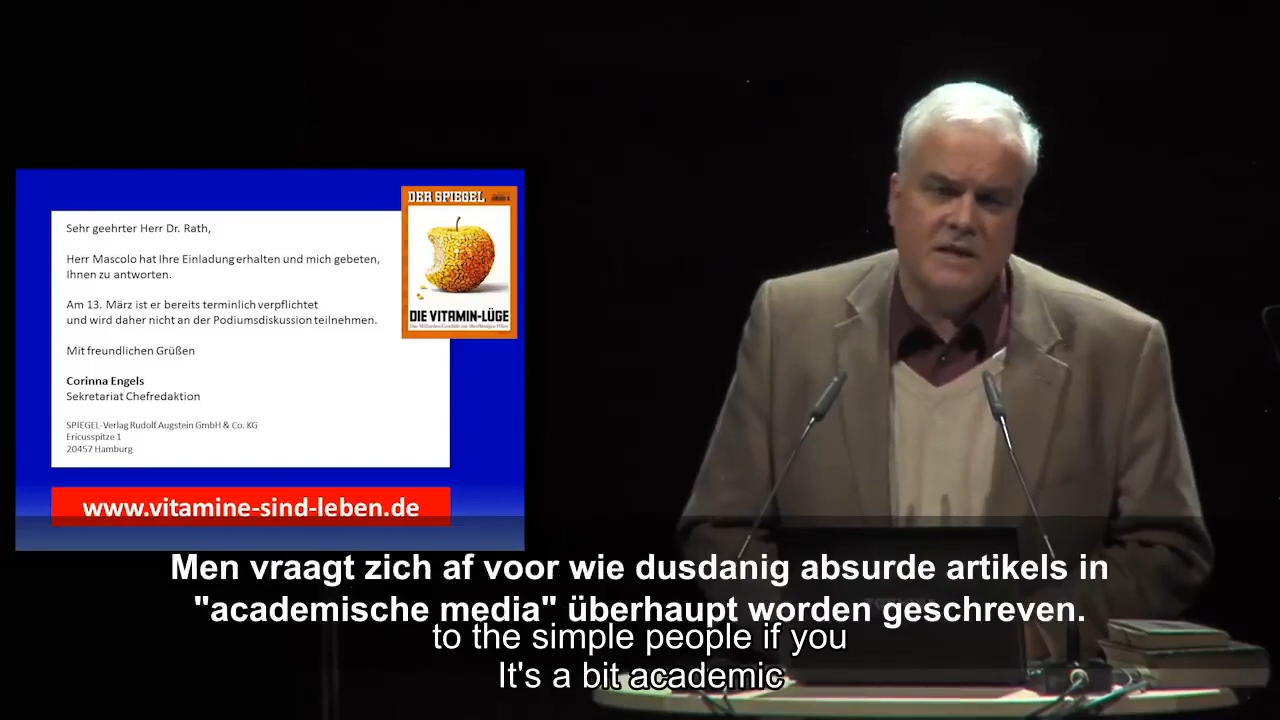 Sehr geehrter Herr Dr. Rath,
Herr Mascolo hat Ihre Einladung erhalten und mich gebeten,
Ihnen zu antworten.
Am 13. März ist er bereits terminlich verpflichtet
und wird daher nicht an der Podiumsdiskussion teilnehmen.
Mit freundlichen Grüßen
Corinna Engels
Sekretariat Chefredaktion
SPIEGEL-Verlag Rudolf Augstein GmbH & Co. KG
Ericusspitze 1
20457 Hamburg
DER SPIEGEL
DIE VITAMIN-LÜGE
www.vitamine-sind-leben.de
Men vraagt zich af voor wie dusdanig absurde artikels in
"academische media" überhaupt worden geschreven.
to the simple people if you
It's a bit academic